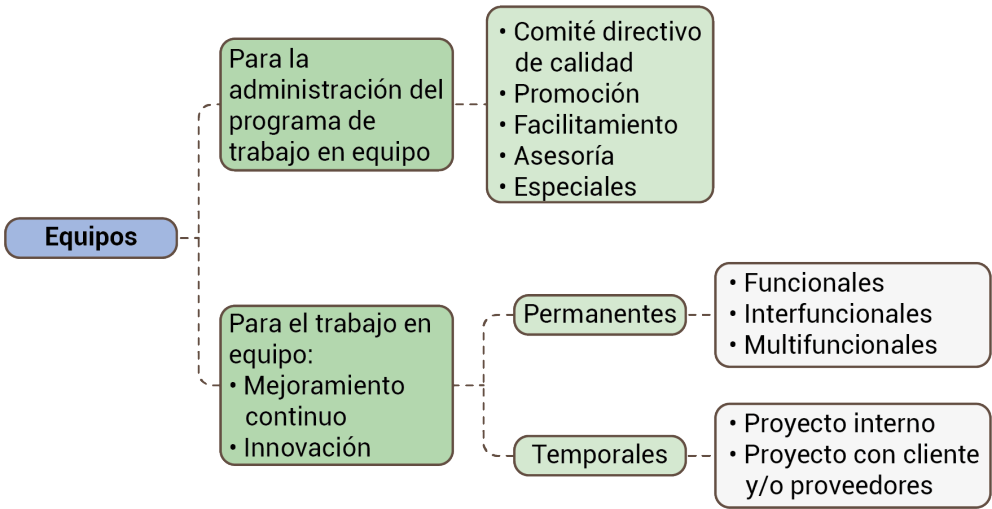 Equipos
Para la
administración del
programa de
trabajo en equipo
• Comité directivo
de calidad
• Promoción
• Facilitamiento
• Asesoría
• Especiales
Para el trabajo en
equipo:
• Mejoramiento
continuo
• Innovación
Permanentes
• Funcionales
• Interfuncionales
• Multifuncionales
Temporales
• Proyecto interno
• Proyecto con cliente
y/o proveedores